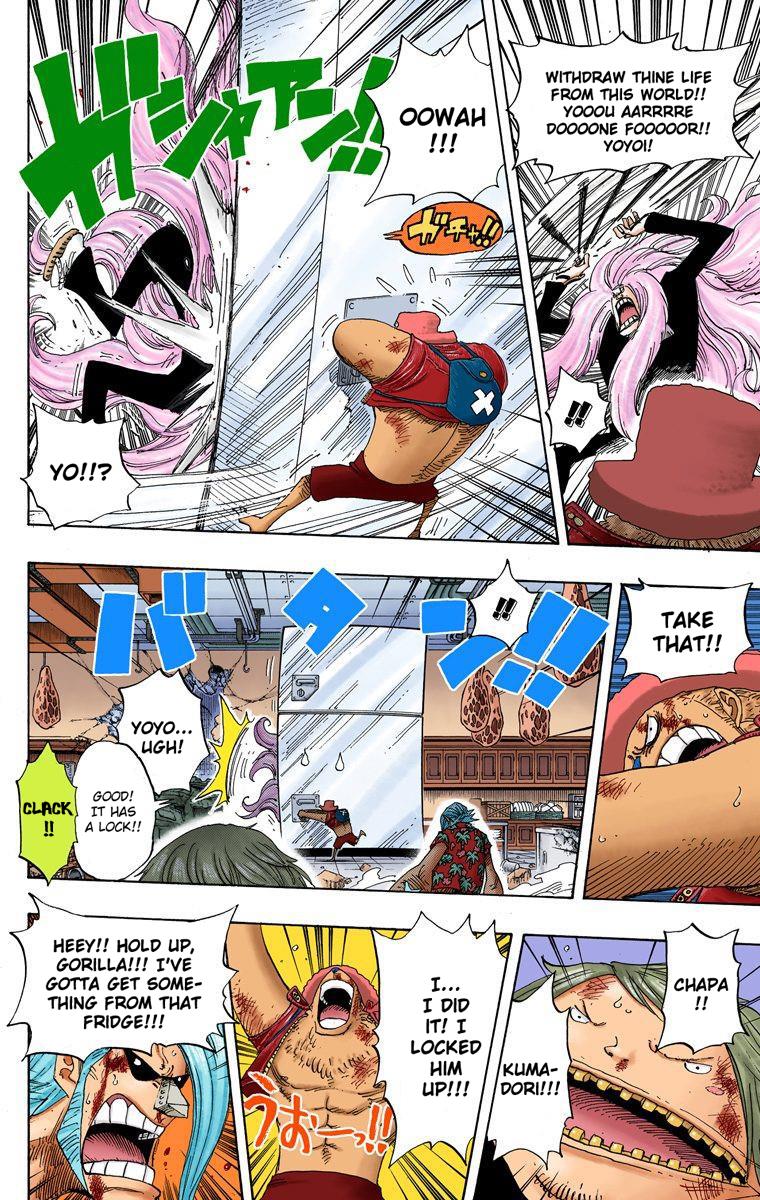 WITHDRAW THINE LIFE
FROM THIS WORLD!!
YOOOU AARRRRE
DOOOONE FOOOOOR!!
YOYOI!
!!
OOWAH
!!!
ガチャ!!
ガシャアン!!
YO!!?
TAKE
THAT!!
!!
バタン!!
YOYO...
UGH!
GOOD!
IT HAS
A LOCK!!
CLACK
!!
CHAPA
!!
KUMA-
DORI!!!
I...
I DID
IT! I
LOCKED
HIM
UP!!!
うおーっ!!
HEEY!! HOLD UP,
GORILLA!!! I'VE
GOTTA GET SOME-
THING FROM THAT
FRIDGE!!!